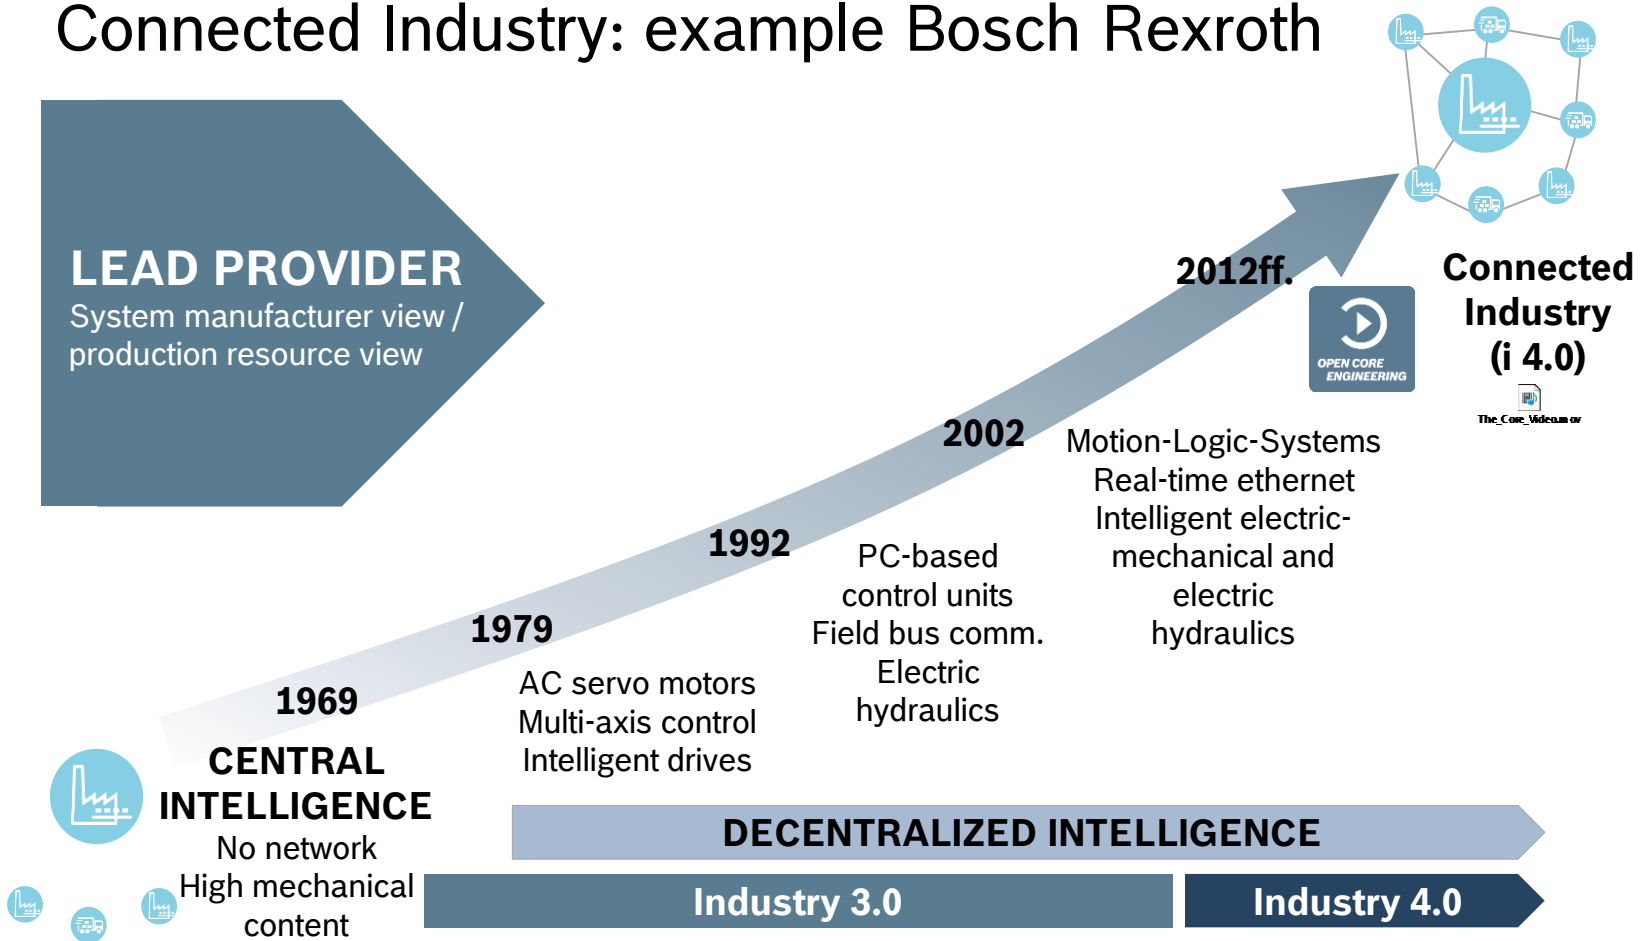 Connected Industry: example Bosch Rexroth
LEAD PROVIDER
System manufacturer view /
production resource view
2012ff.
OPEN CORE
ENGINEERING
Connected
Industry
(i 4.0)
The_Core_Video.mov
2002
Motion-Logic-Systems
Real-time ethernet
Intelligent electric-
mechanical and
electric
hydraulics
1992
PC-based
control units
Field bus comm.
Electric
hydraulics
1979
AC servo motors
Multi-axis control
Intelligent drives
1969
CENTRAL
INTELLIGENCE
No network
High mechanical
content
DECENTRALIZED INTELLIGENCE
Industry 3.0
Industry 4.0